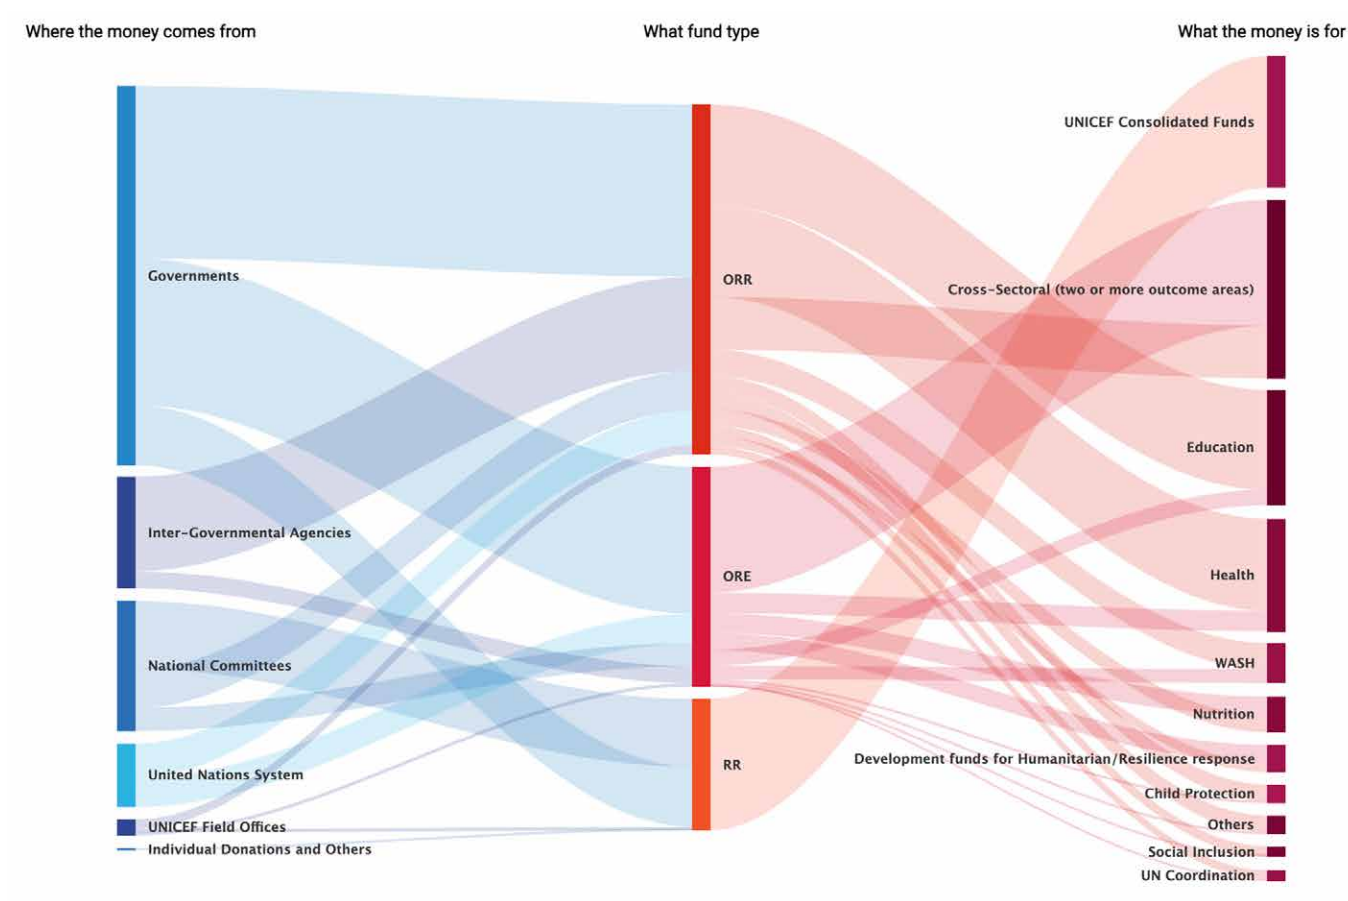 Where the money comes from
What fund type
What the money is for
Governments
Inter-Governmental Agencies
National Committees
United Nations System
UNICEF Field Offices
Individual Donations and Others
ORR
ORE
RR
UNICEF Consolidated Funds
Cross-Sectoral (two or more outcome areas)
Education
Health
WASH
Nutrition
Development funds for Humanitarian/Resilience response
Child Protection
Others
Social Inclusion
UN Coordination